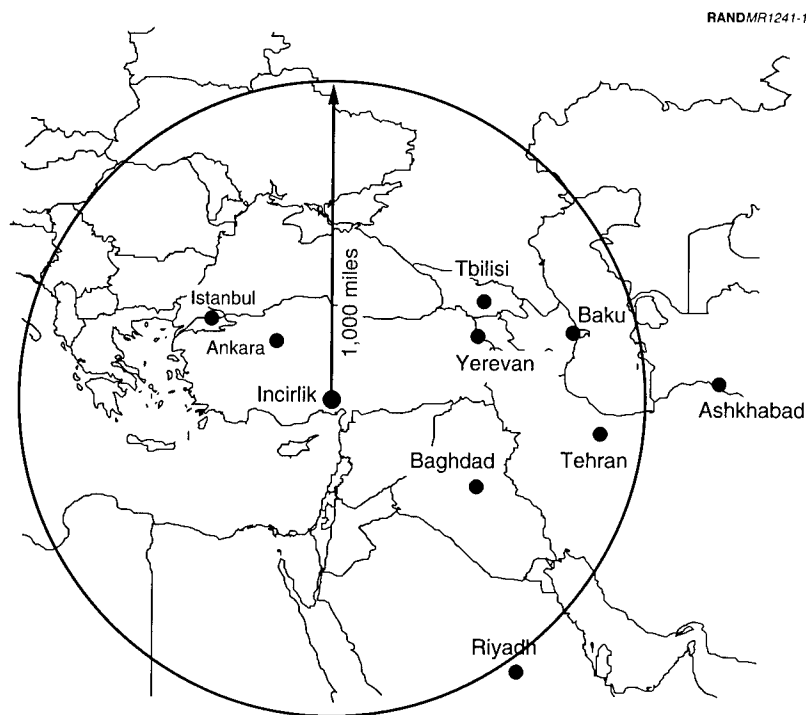 RANDMR1241-1
1,000 miles
Tbilisi
Istanbul
Baku
Ankara
Yerevan
Incirlik
Ashkhabad
Baghdad
Tehran
Riyadh